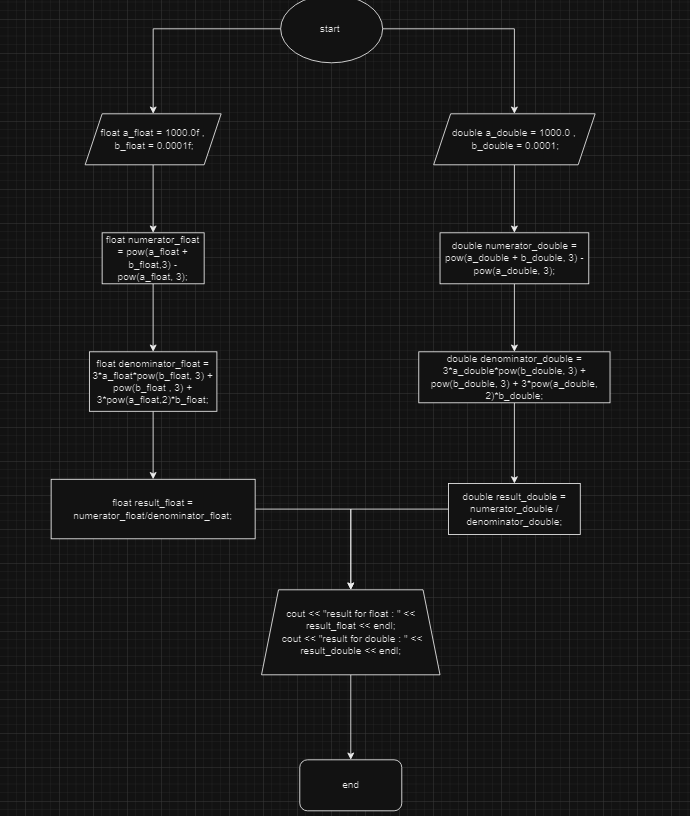 start
float a_float = 1000.0f ,
b_float = 0.0001f;
double a_double = 1000.0 ,
b_double = 0.0001;
float numerator_float
= pow(a_float +
b_float,3) -
pow(a_float, 3);
double numerator_double =
pow(a_double + b_double, 3) -
pow(a_double, 3);
float denominator_float =
3*a_float*pow(b_float, 3) +
pow(b_float , 3) +
3*pow(a_float,2)*b_float;
double denominator_double =
3*a_double*pow(b_double, 3) +
pow(b_double, 3) + 3*pow(a_double,
2)*b_double;
float result_float =
numerator_float/denominator_float;
double result_double =
numerator_double /
denominator_double;
cout << "result for float : " <<
result_float << endl;
cout << "result for double : " <<
result_double << endl;
end